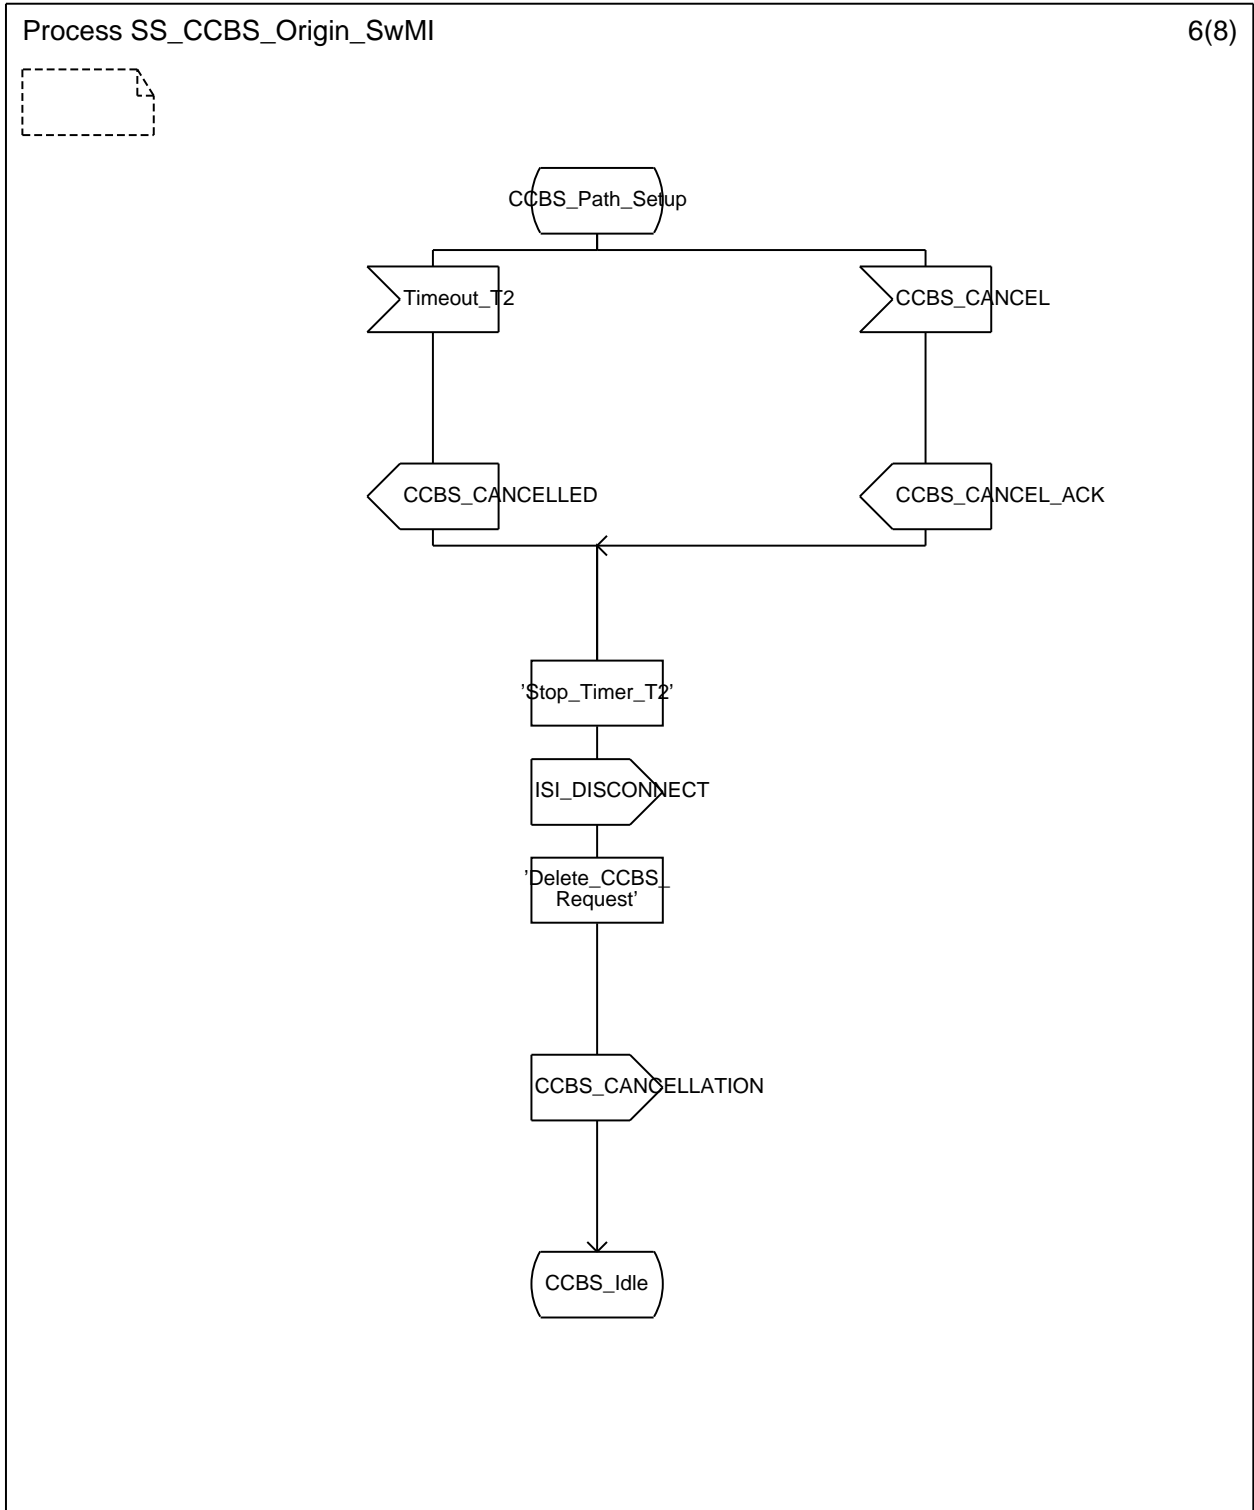 Process SS_CCBS_Origin_SwMI
6(8)
CCBS_Path_Setup
Timeout_T2
CCBS_CANCEL
CCBS_CANCELLED
CCBS_CANCEL_ACK
’Stop_Timer_T2’
ISI_DISCONNECT
’Delete_CCBS_
Request’
CCBS_CANCELLATION
CCBS_Idle